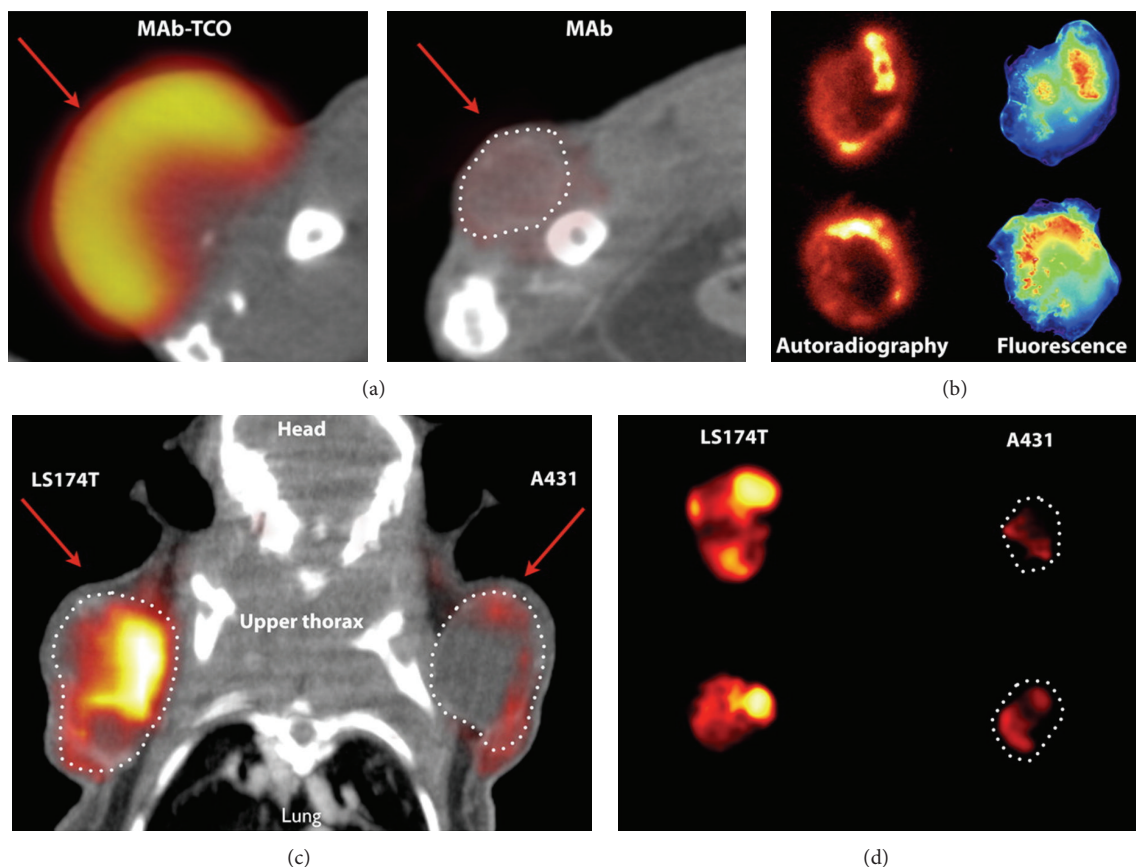 MAb-TCO
MAb
Autoradiography
Fluorescence
(a)
(b)
Head
LS174T
A431
Upper thorax
Lung
LS174T
A431
(c)
(d)